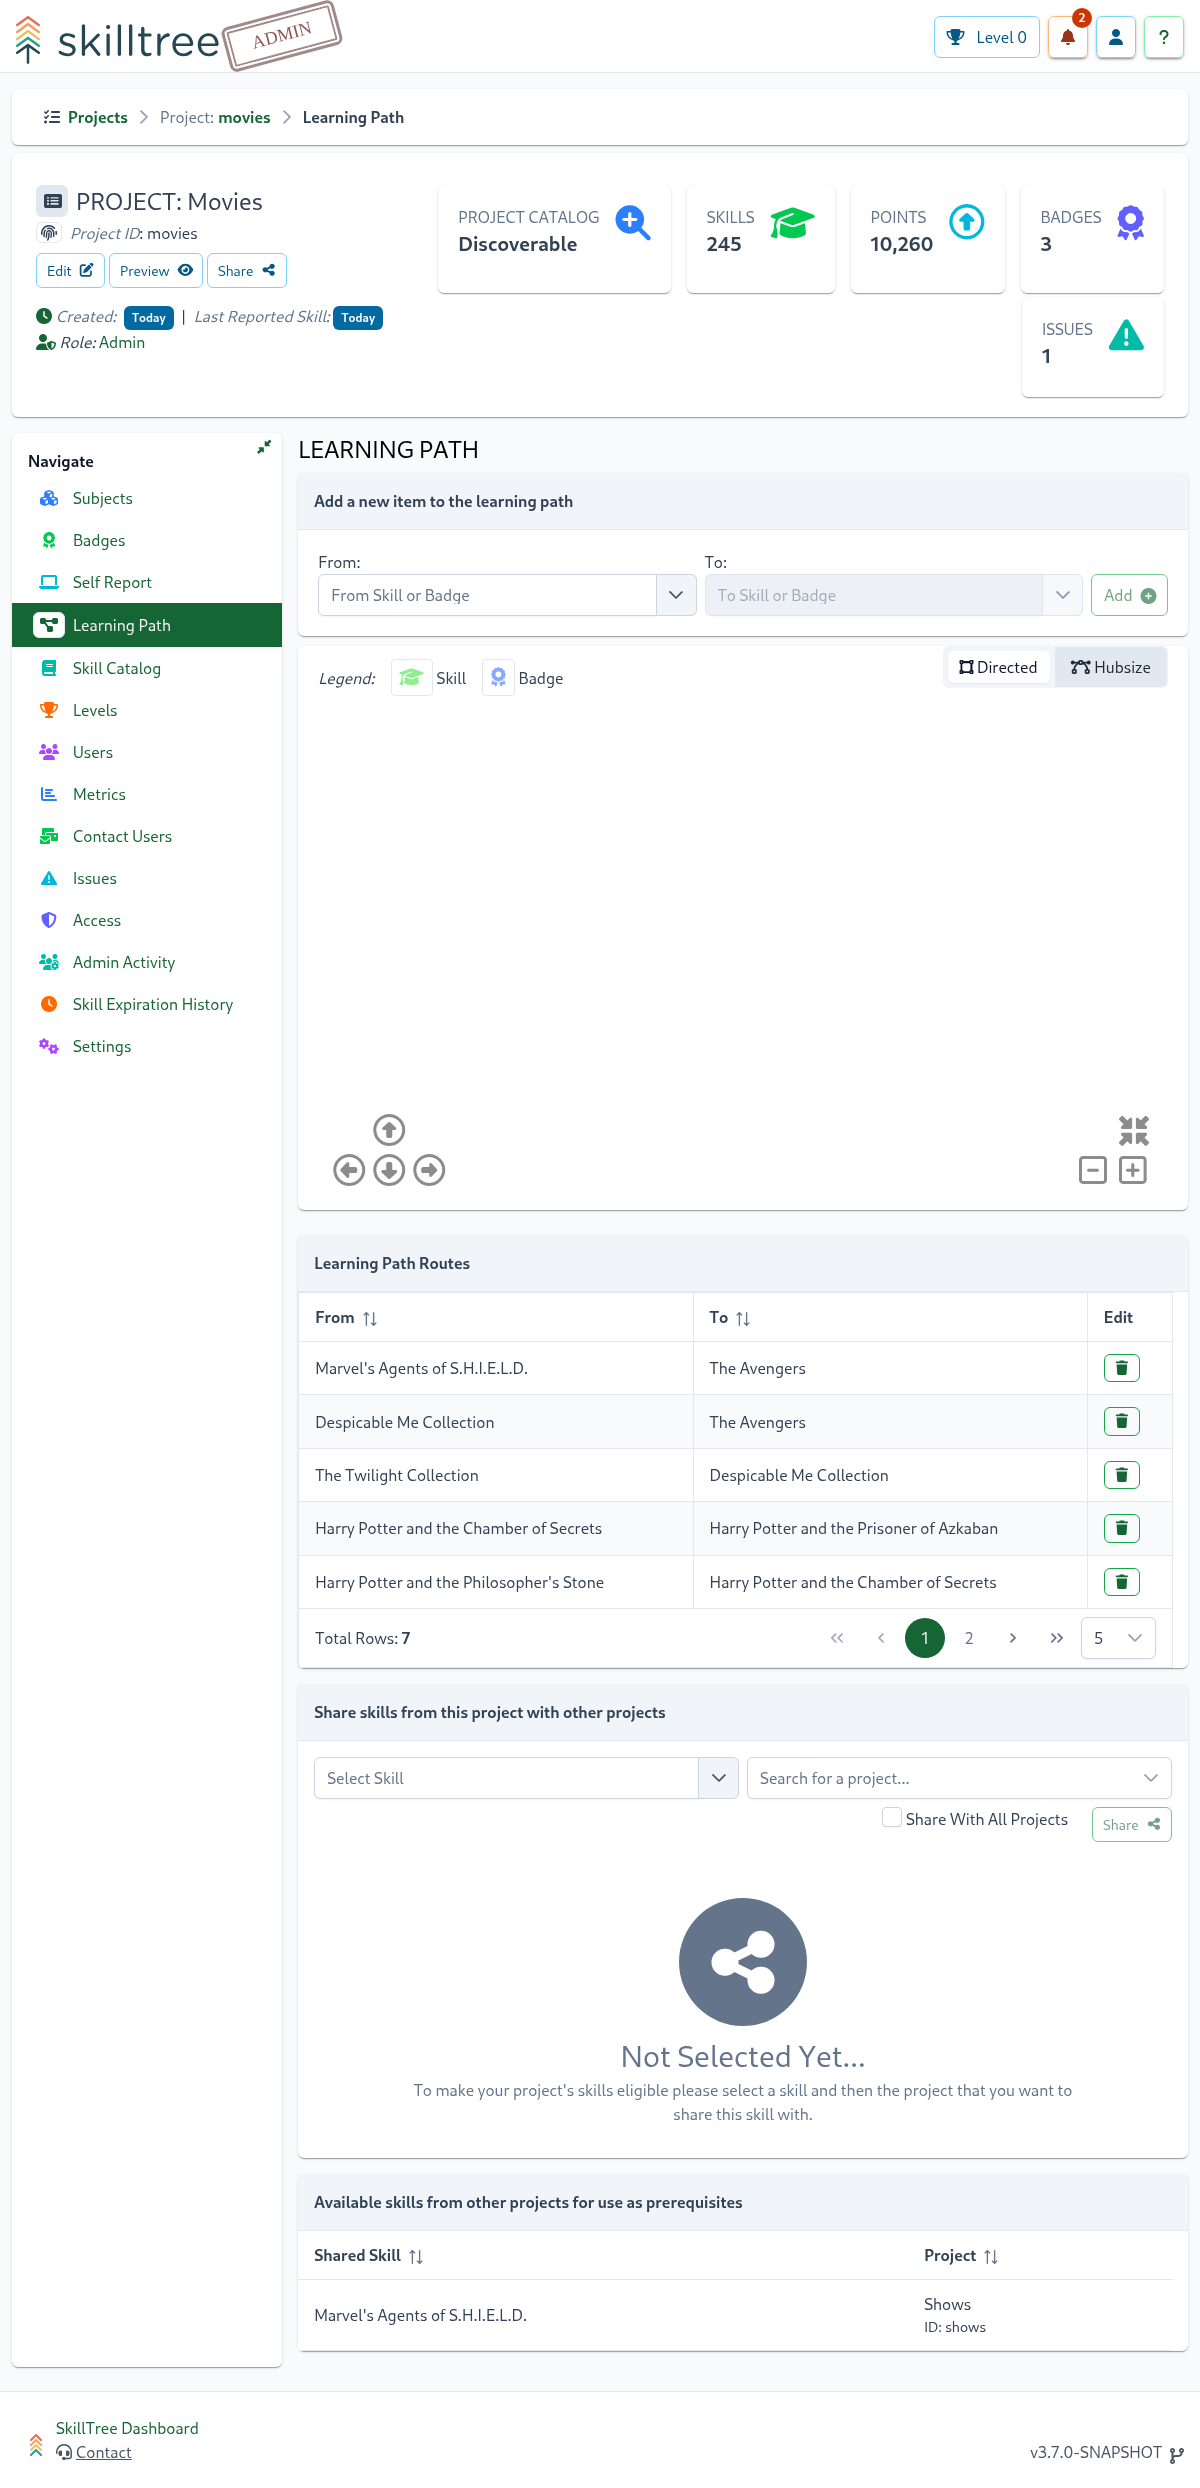 skilltree ADMIN
Level 0
2
?
Projects > Project: movies > Learning Path
PROJECT: Movies
Project ID: movies
Edit
Preview
Share
Created: Today | Last Reported Skill: Today
Role: Admin
PROJECT CATALOG
Discoverable
SKILLS
245
POINTS
10,260
BADGES
3
ISSUES
1
Navigate
Subjects
Badges
Self Report
Learning Path
Skill Catalog
Levels
Users
Metrics
Contact Users
Issues
Access
Admin Activity
Skill Expiration History
Settings
LEARNING PATH
Add a new item to the learning path
From:
From Skill or Badge
To:
To Skill or Badge
Add
Legend: Skill Badge
Directed
Hubsize
Learning Path Routes
From To Edit
Marvel's Agents of S.H.I.E.L.D. The Avengers
Despicable Me Collection The Avengers
The Twilight Collection Despicable Me Collection
Harry Potter and the Chamber of Secrets Harry Potter and the Prisoner of Azkaban
Harry Potter and the Philosopher's Stone Harry Potter and the Chamber of Secrets
Total Rows: 7
1 2
5
Share skills from this project with other projects
Select Skill
Search for a project...
Share With All Projects
Share
Not Selected Yet...
To make your project's skills eligible please select a skill and then the project that you want to
share this skill with.
Available skills from other projects for use as prerequisites
Shared Skill Project
Marvel's Agents of S.H.I.E.L.D. Shows
ID: shows
SkillTree Dashboard
Contact
v3.7.0-SNAPSHOT